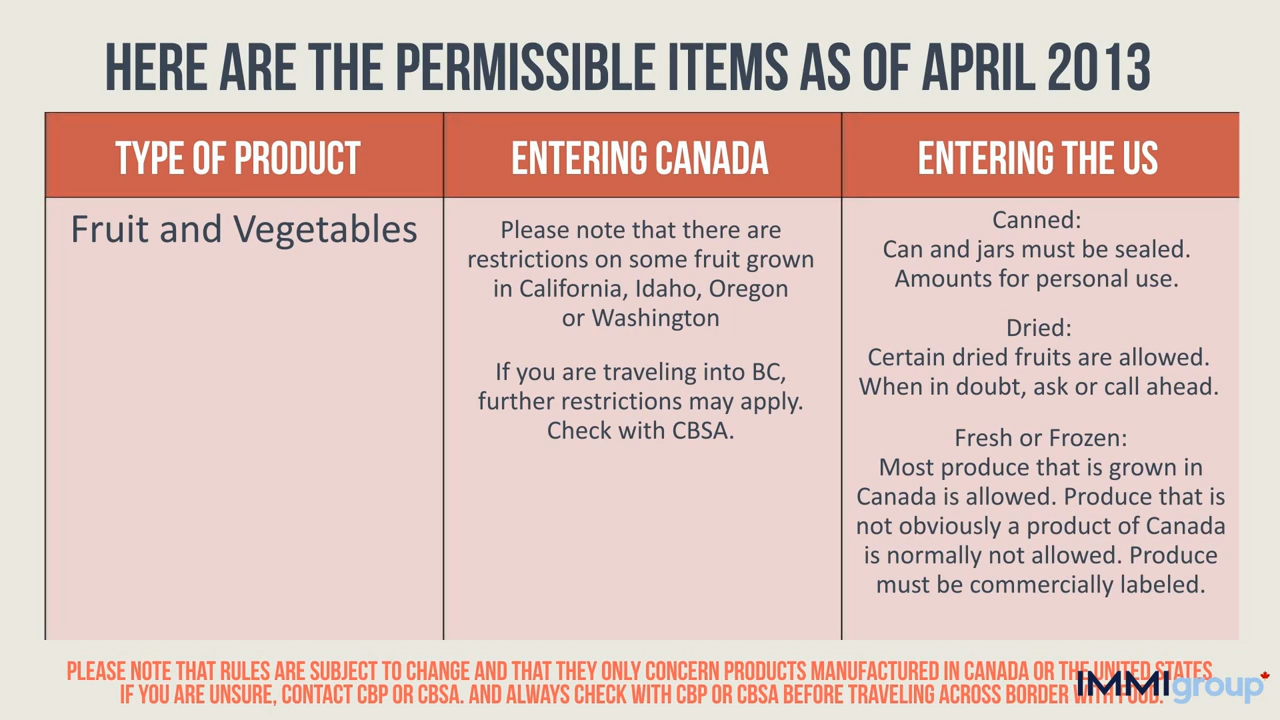 HERE ARE THE PERMISSIBLE ITEMS AS OF APRIL 2013
TYPE OF PRODUCT
ENTERING CANADA
ENTERING THE US
Fruit and Vegetables
Please note that there are
restrictions on some fruit grown
in California, Idaho, Oregon
or Washington
If you are traveling into BC,
further restrictions may apply.
Check with CBSA.
Canned:
Can and jars must be sealed.
Amounts for personal use.
Dried:
Certain dried fruits are allowed.
When in doubt, ask or call ahead.
Fresh or Frozen:
Most produce that is grown in
Canada is allowed. Produce that is
not obviously a product of Canada
is normally not allowed. Produce
must be commercially labeled.
PLEASE NOTE THAT RULES ARE SUBJECT TO CHANGE AND THAT THEY ONLY CONCERN PRODUCTS MANUFACTURED IN CANADA OR THE UNITED STATES
IF YOU ARE UNSURE, CONTACT CBP OR CBSA. AND ALWAYS CHECK WITH CBP OR CBSA BEFORE TRAVELING ACROSS BORDER WITH FOOD.
IMMIgroup